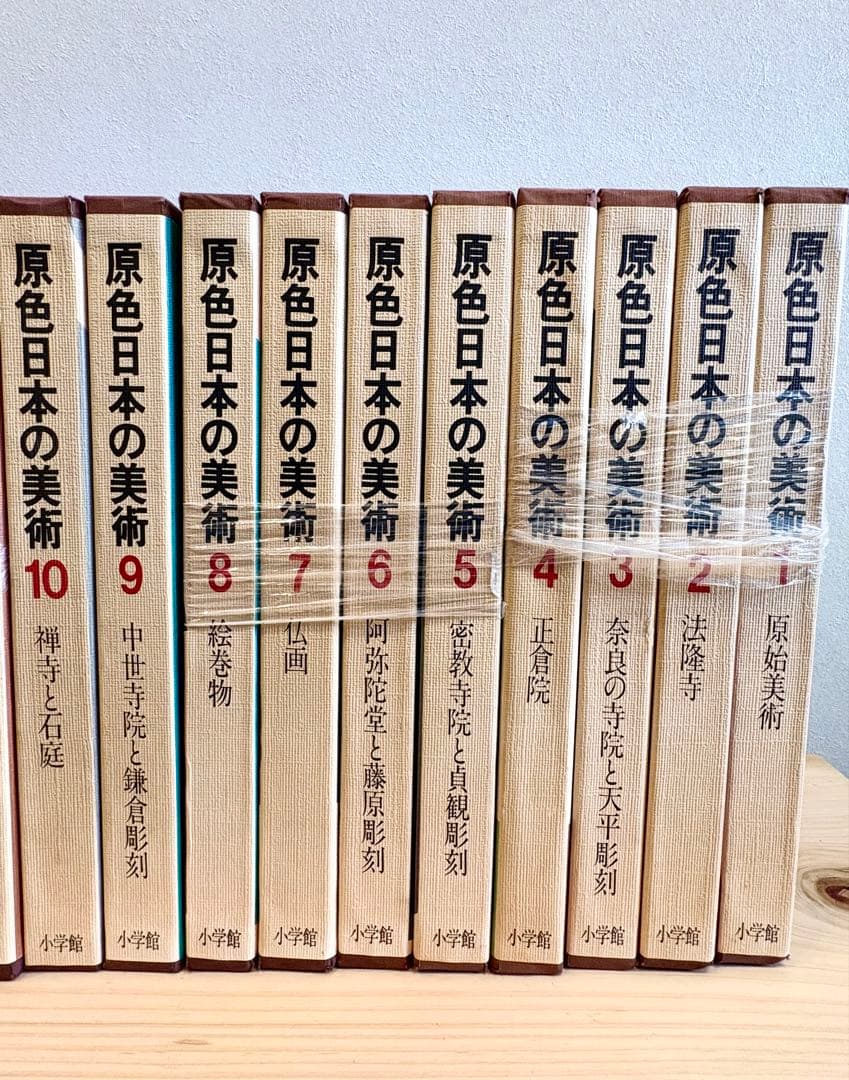 原色日本の美術 10 禅寺と石庭 小学館
原色日本の美術 9 中世寺院と鎌倉彫刻 小学館
原色日本の美術 8 絵巻物 小学館
原色日本の美術 7 仏画 小学館
原色日本の美術 6 阿弥陀堂と藤原彫刻 小学館
原色日本の美術 5 密教寺院と貞観彫刻 小学館
原色日本の美術 4 正倉院 小学館
原色日本の美術 3 奈良の寺院と天平彫刻 小学館
原色日本の美術 2 法隆寺 小学館
原色日本の美術 1 原始美術 小学館